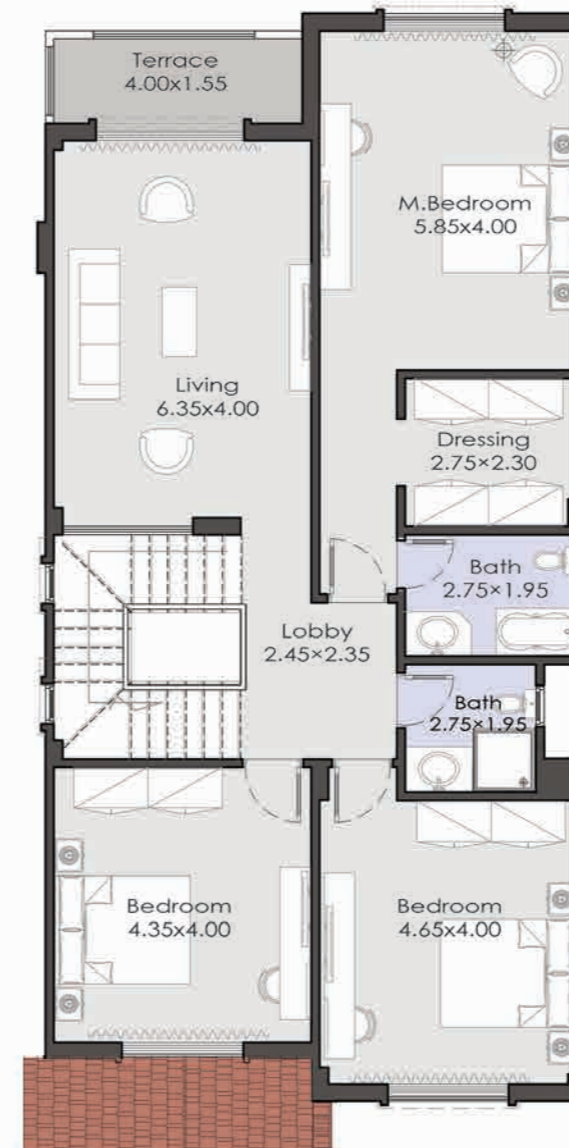 Terrace
4.00x1.55
M.Bedroom
5.85x4.00
Living
6.35x4.00
Dressing
2.75×2.30
Bath
2.75×1.95
Lobby
2.45×2.35
Bath
2.75×1.95
Bedroom
4.35x4.00
Bedroom
4.65x4.00